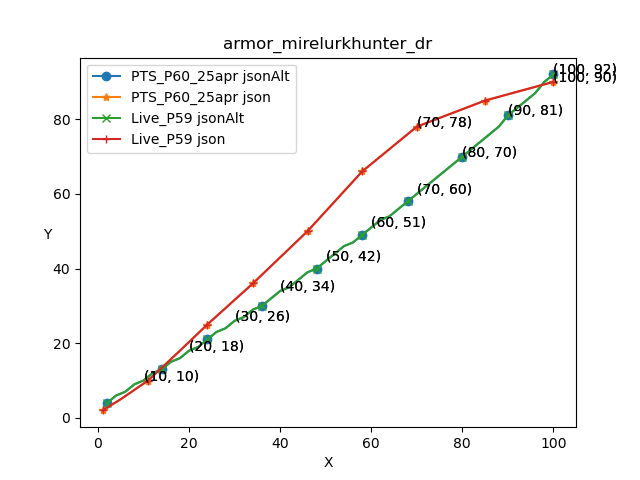 armor_mirelurkhunter_dr
PTS_P60_25apr jsonAlt
PTS_P60_25apr json
Live_P59 jsonAlt
Live_P59 json
(100, 92)
(100, 90)
(90, 81)
(70, 78)
(80, 70)
(70, 60)
(60, 51)
(50, 42)
(40, 34)
(30, 26)
(20, 18)
(10, 10)
80
60
40
20
0
Y
0 20 40 60 80 100
X